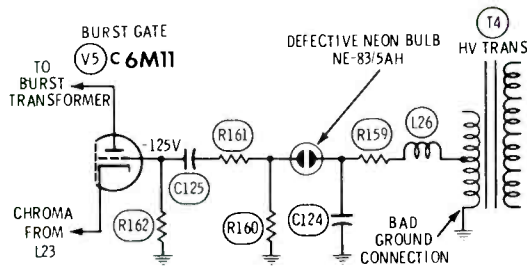 BURST GATE
V5 C 6M11
TO
BURST
TRANSFORMER
-125V
C125
R161
R162
R160
CHROMA
FROM
L23
DEFECTIVE NEON BULB
NE-83/5AH
R159
L26
C124
T4
HV TRANS
BAD
GROUND
CONNECTION